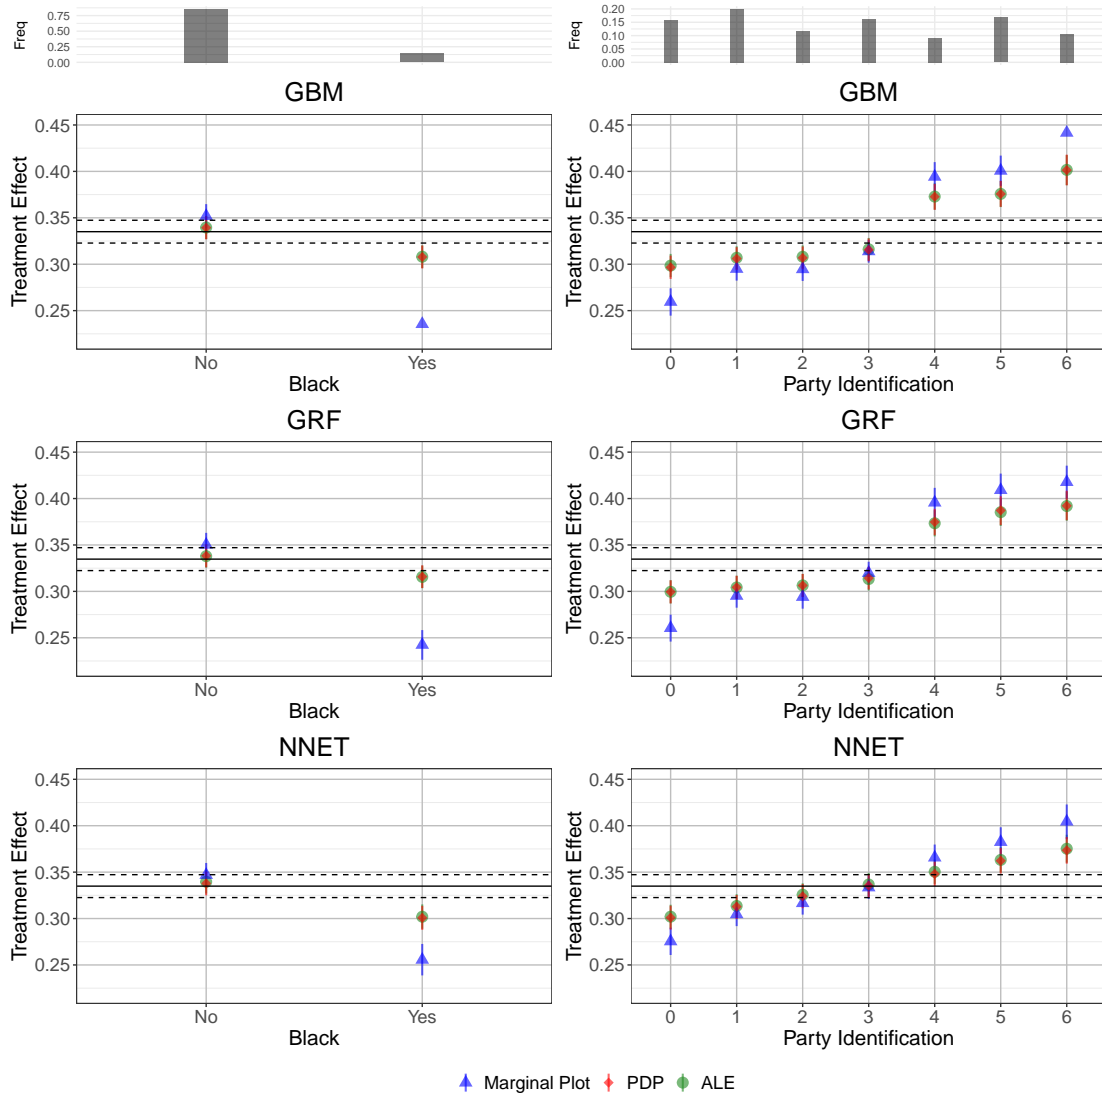 Freq
0.75
0.50
0.25
0.00
Freq
0.20
0.15
0.10
0.05
0.00
GBM
Treatment Effect
0.45
0.40
0.35
0.30
0.25
No Yes
Black
GBM
Treatment Effect
0.45
0.40
0.35
0.30
0.25
0 1 2 3 4 5 6
Party Identification
GRF
Treatment Effect
0.45
0.40
0.35
0.30
0.25
No Yes
Black
GRF
Treatment Effect
0.45
0.40
0.35
0.30
0.25
0 1 2 3 4 5 6
Party Identification
NNET
Treatment Effect
0.45
0.40
0.35
0.30
0.25
No Yes
Black
NNET
Treatment Effect
0.45
0.40
0.35
0.30
0.25
0 1 2 3 4 5 6
Party Identification
Marginal Plot PDP ALE